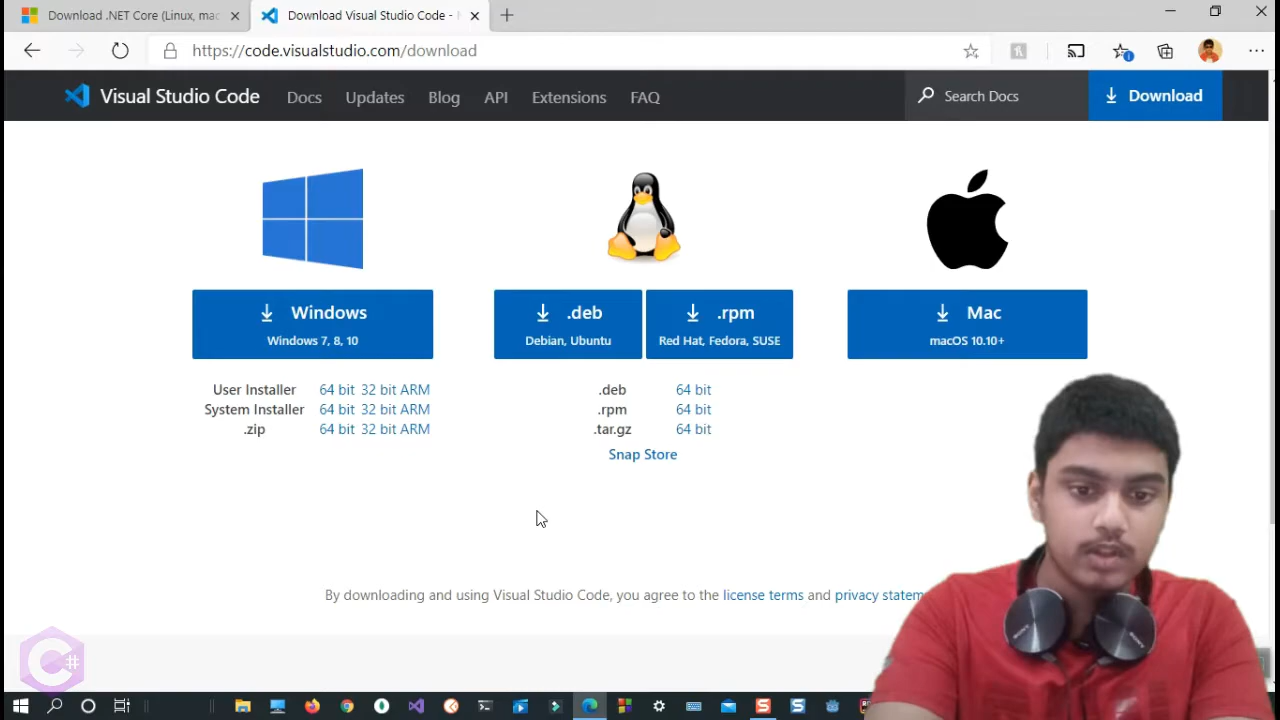 Download .NET Core (Linux, mac
Download Visual Studio Code -
https://code.visualstudio.com/download
Visual Studio Code
Docs
Updates
Blog
API
Extensions
FAQ
Search Docs
Download
Windows
Windows 7, 8, 10
.deb
Debian, Ubuntu
.rpm
Red Hat, Fedora, SUSE
Mac
macOS 10.10+
User Installer 64 bit 32 bit ARM
System Installer 64 bit 32 bit ARM
.zip 64 bit 32 bit ARM
.deb 64 bit
.rpm 64 bit
.tar.gz 64 bit
Snap Store
By downloading and using Visual Studio Code, you agree to the license terms and privacy statem
C#
SONY
SONY